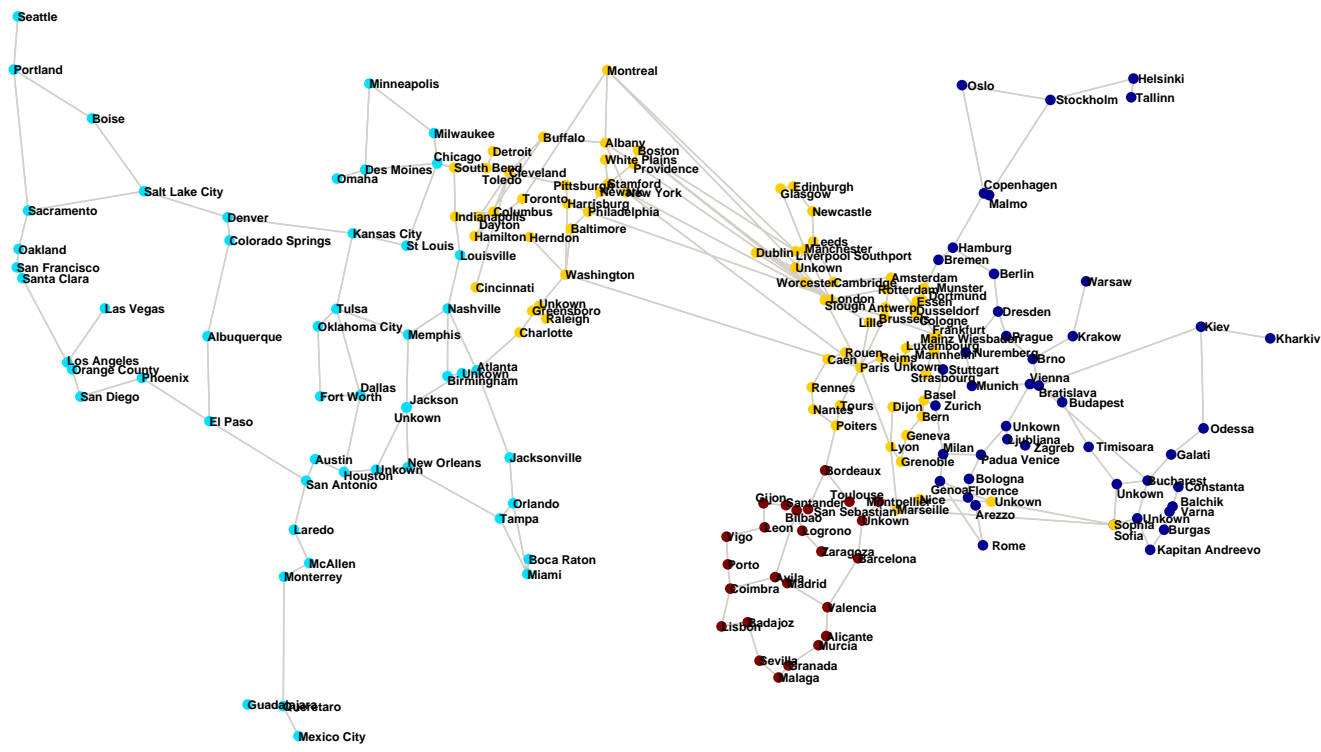 Seattle
Portland
Boise
Salt Lake City
Sacramento
Oakland
San Francisco
Santa Clara
Las Vegas
Los Angeles
Orange County
San Diego
Phoenix
Denver
Colorado Springs
Albuquerque
El Paso
Minneapolis
Milwaukee
Chicago
Des Moines
Omaha
Kansas City
St Louis
Louisville
Tulsa
Oklahoma City
Fort Worth
Dallas
Nashville
Memphis
Birmingham
Unkown
Atlanta
Jackson
Unkown
New Orleans
Unkown
Houston
Austin
San Antonio
Laredo
McAllen
Monterrey
Guadalajara
Queretaro
Mexico City
Jacksonville
Orlando
Tampa
Boca Raton
Miami
Montreal
Buffalo
Albany
Boston
White Plains
Providence
Detroit
South Bend
Toledo
Cleveland
Pittsburgh
Stamford
Newark
New York
Toronto
Harrisburg
Philadelphia
Columbus
Indianapolis
Dayton
Hamilton
Herndon
Baltimore
Washington
Cincinnati
Unkown
Greensboro
Raleigh
Charlotte
Edinburgh
Glasgow
Newcastle
Leeds
Manchester
Dublin
Liverpool
Southport
Unkown
Worcester
Cambridge
London
Slough
Amsterdam
Rotterdam
Munster
Dortmund
Essen
Antwerp
Dusseldorf
Brussels
Cologne
Lille
Frankfurt
Mainz
Wiesbaden
Luxembourg
Mannheim
Rouen
Caen
Reims
Paris
Unkown
Strasbourg
Rennes
Nantes
Tours
Poiters
Dijon
Basel
Bern
Geneva
Lyon
Grenoble
Nice
Marseille
Unkown
Sophia
Sofia
Bordeaux
Toulouse
Montpellier
Gijon
Santander
Bilbao
San Sebastian
Unkown
Leon
Logrono
Zaragoza
Barcelona
Vigo
Porto
Coimbra
Avila
Madrid
Valencia
Lisbon
Badajoz
Alicante
Murcia
Sevilla
Granada
Malaga
Oslo
Stockholm
Helsinki
Tallinn
Copenhagen
Malmo
Hamburg
Bremen
Berlin
Dresden
Warsaw
Krakow
Prague
Nuremberg
Brno
Stuttgart
Munich
Vienna
Bratislava
Budapest
Zurich
Kiev
Kharkiv
Odessa
Galati
Timisoara
Unkown
Ljubljana
Zagreb
Milan
Padua
Venice
Bologna
Genoa
Florence
Arezzo
Rome
Bucharest
Unkown
Constanta
Balchik
Varna
Unkown
Burgas
Kapitan Andreevo